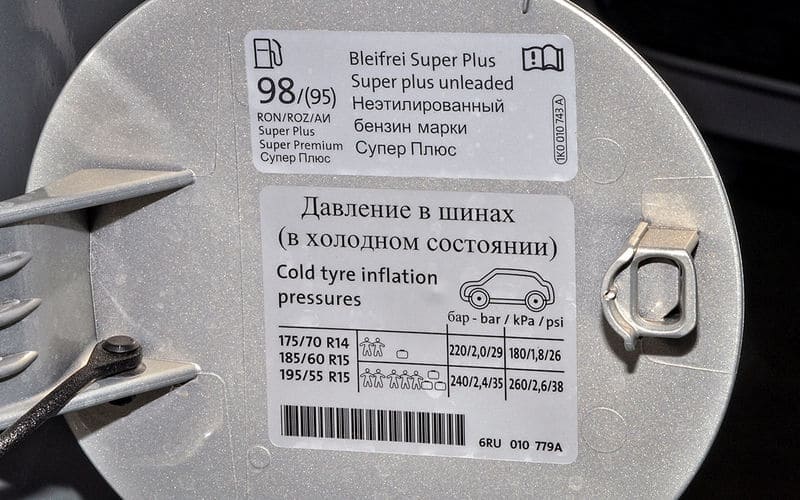 Bleifrei Super Plus
98/(95)
Super plus unleaded
Неэтилированный
RON/ROZ/АИ
бензин марки
Super Plus
Super Premium
Супер Плюс
Супер Плюс
1K0 010 743 A
Давление в шинах
(в холодном состоянии)
Cold tyre inflation
pressures
бар - bar / kPa / psi
175/70 R14
220/2,0/29 180/1,8/26
185/60 R15
195/55 R15
240/2,4/35 260/2,6/38
6RU 010 779A